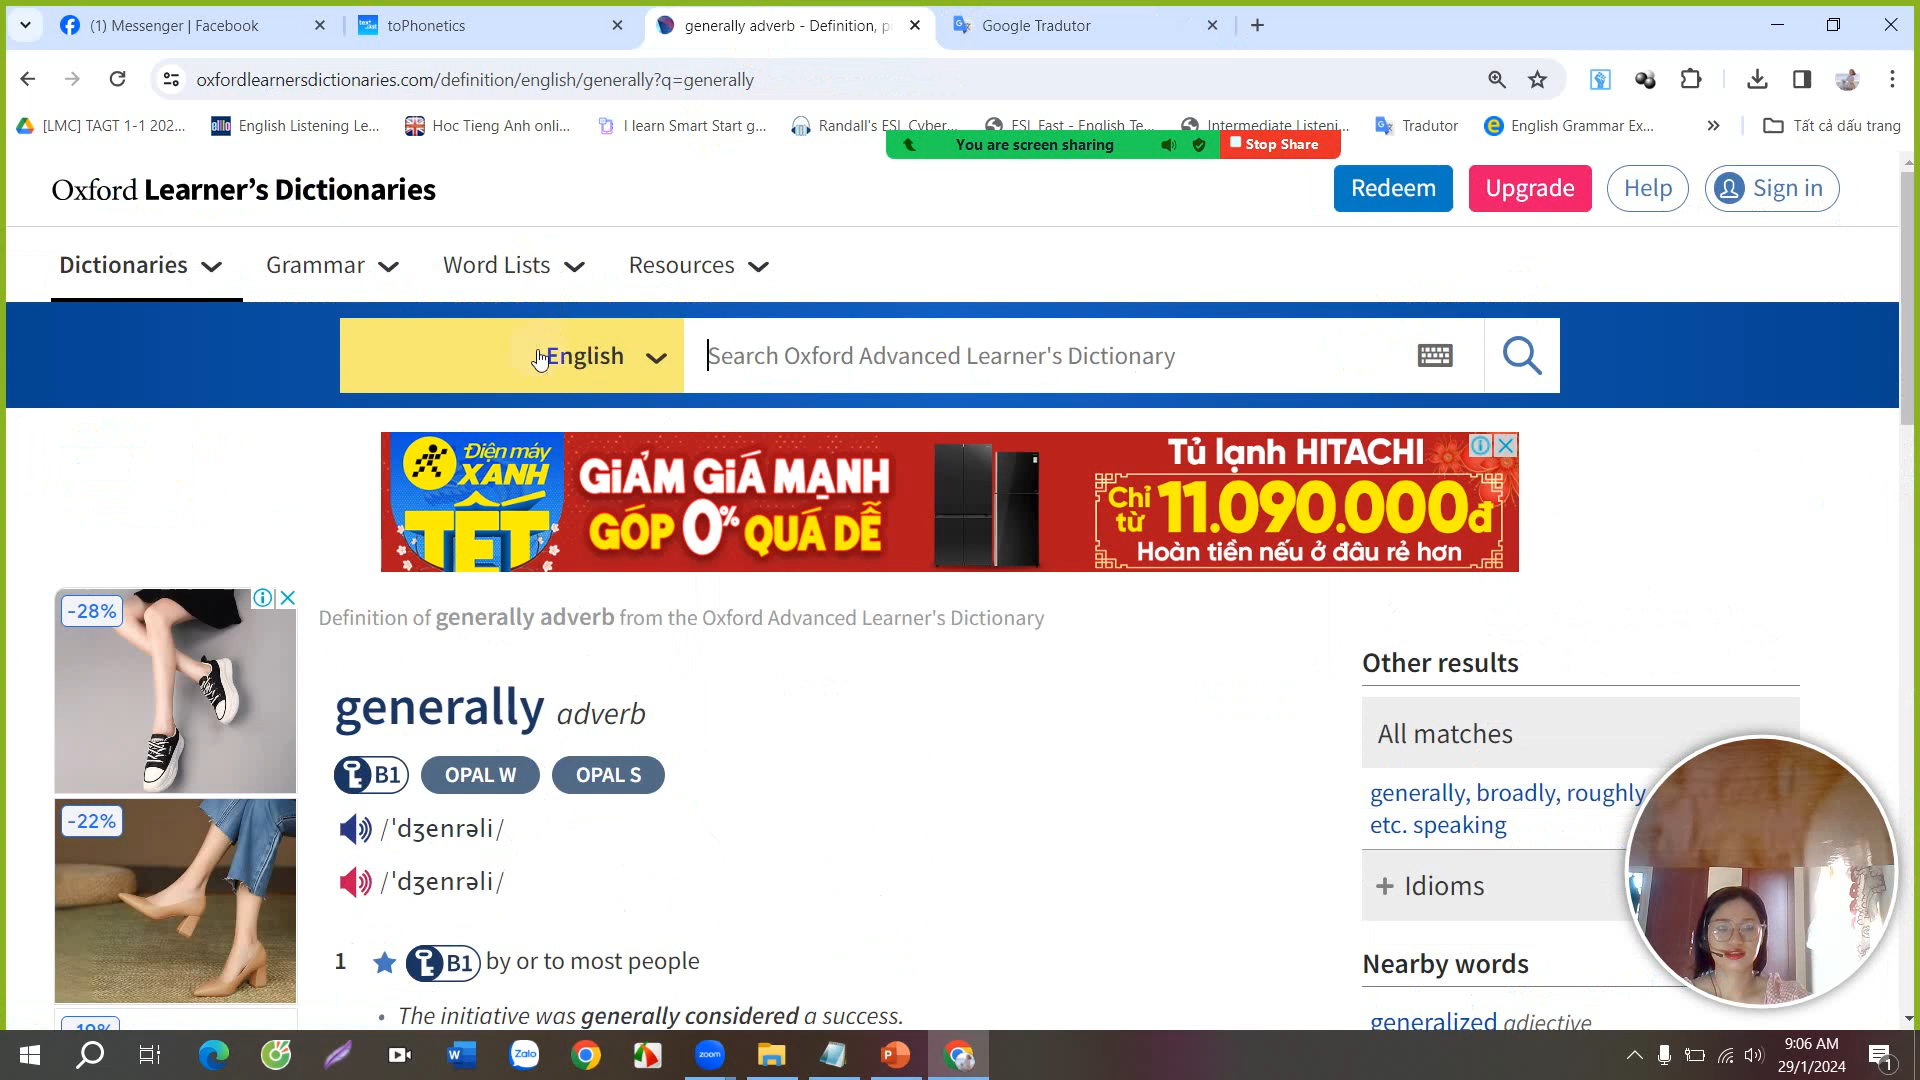 (1) Messenger | Facebook
toPhonetics
generally adverb - Definition, p
Google Tradutor
oxfordlearnersdictionaries.com/definition/english/generally?q=generally
[LMC] TAGT 1-1 202...
English Listening Le...
Hoc Tieng Anh onli...
I learn Smart Start g...
Randall's ESL Cyber...
ESL Fast - English Te...
Intermediate Listeni...
Tradutor
English Grammar Ex...
Tất cả dấu trang
You are screen sharing
Stop Share
Oxford Learner's Dictionaries
Redeem
Upgrade
Help
Sign in
Dictionaries
Grammar
Word Lists
Resources
English
Search Oxford Advanced Learner's Dictionary
Điện máy
XANH
TẾT
GIẢM GIÁ MẠNH
GÓP 0% QUÁ DỄ
Tủ lạnh HITACHI
Chỉ từ 11.090.000đ
Hoàn tiền nếu ở đâu rẻ hơn
-28%
-22%
-19%
Definition of generally adverb from the Oxford Advanced Learner's Dictionary
generally adverb
B1
OPAL W
OPAL S
/ˈdʒenrəli/
/ˈdʒenrəli/
1 B1 by or to most people
• The initiative was generally considered a success.
Other results
All matches
generally, broadly, roughly
etc. speaking
+ Idioms
Nearby words
generalized adjective
Zalo
zoom
9:06 AM
29/1/2024
1